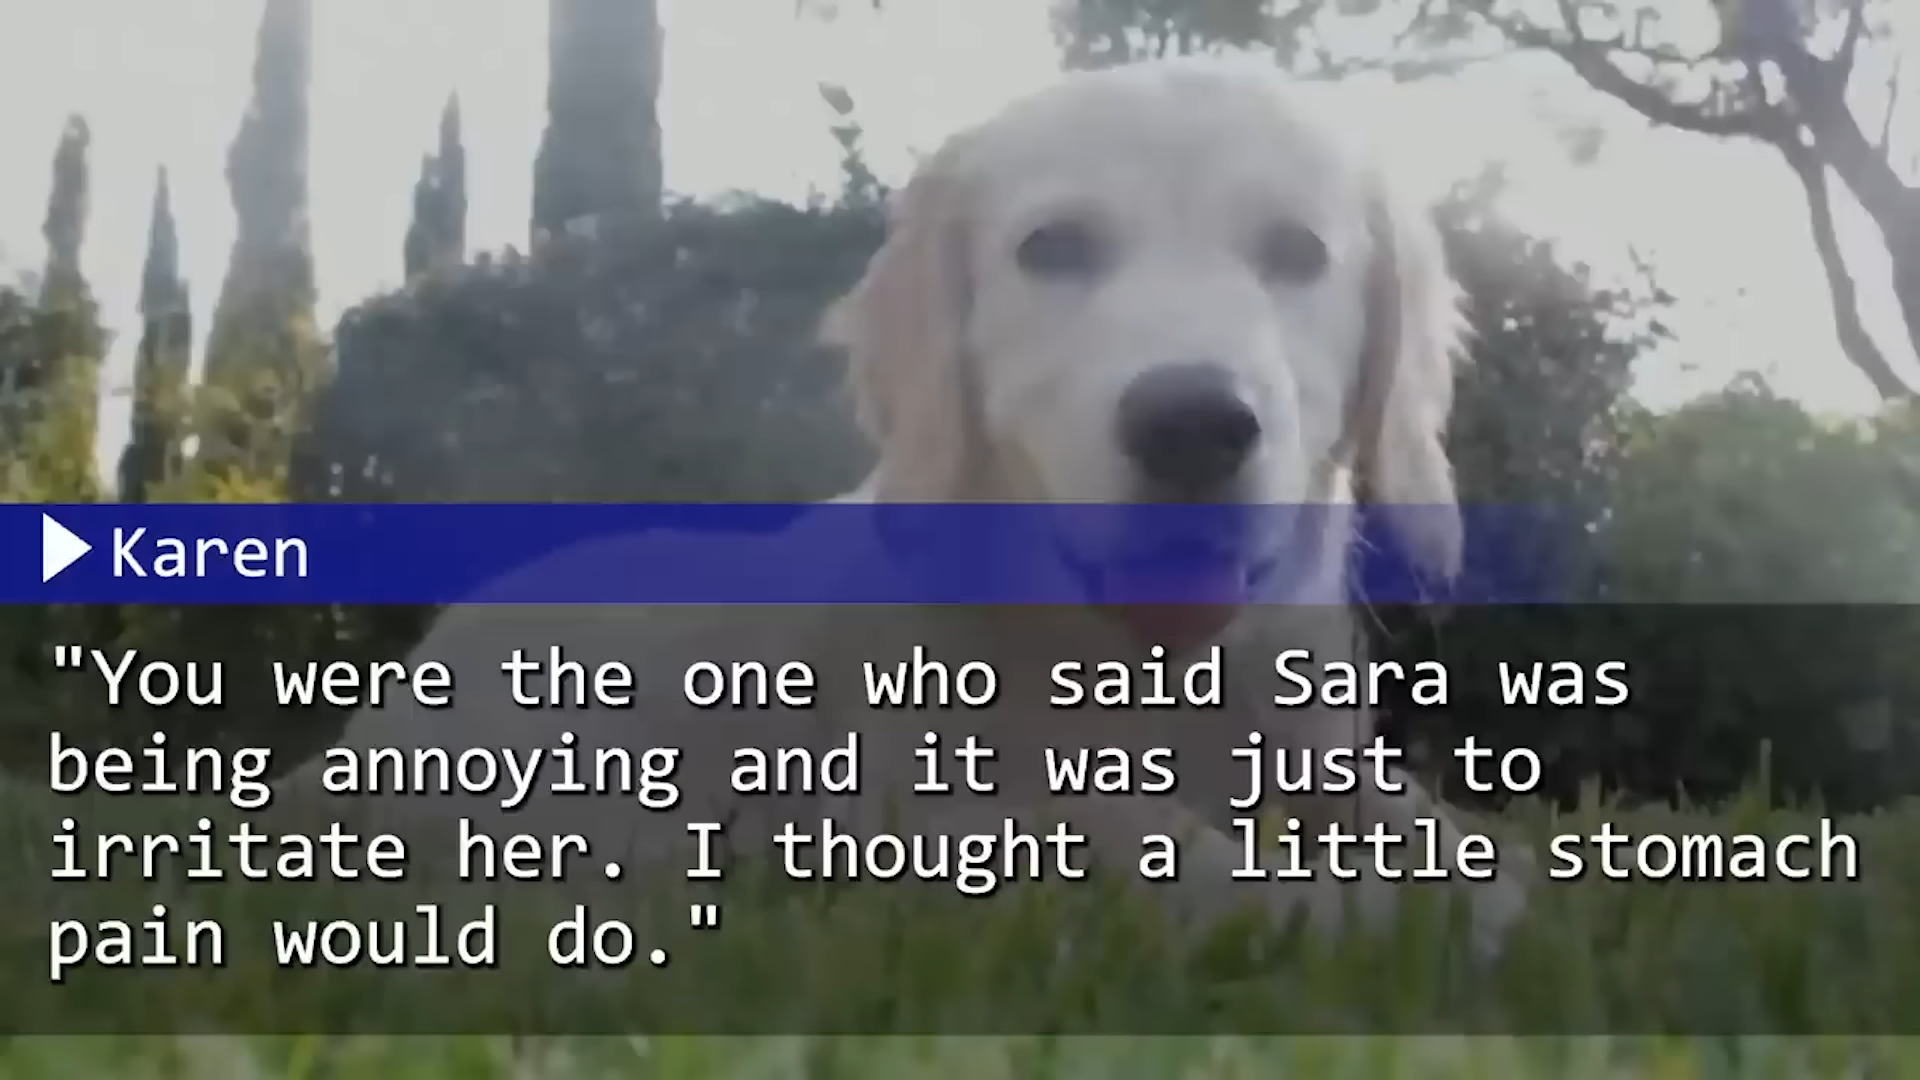 Karen
"You were the one who said Sara was
being annoying and it was just to
irritate her. I thought a little stomach
pain would do."